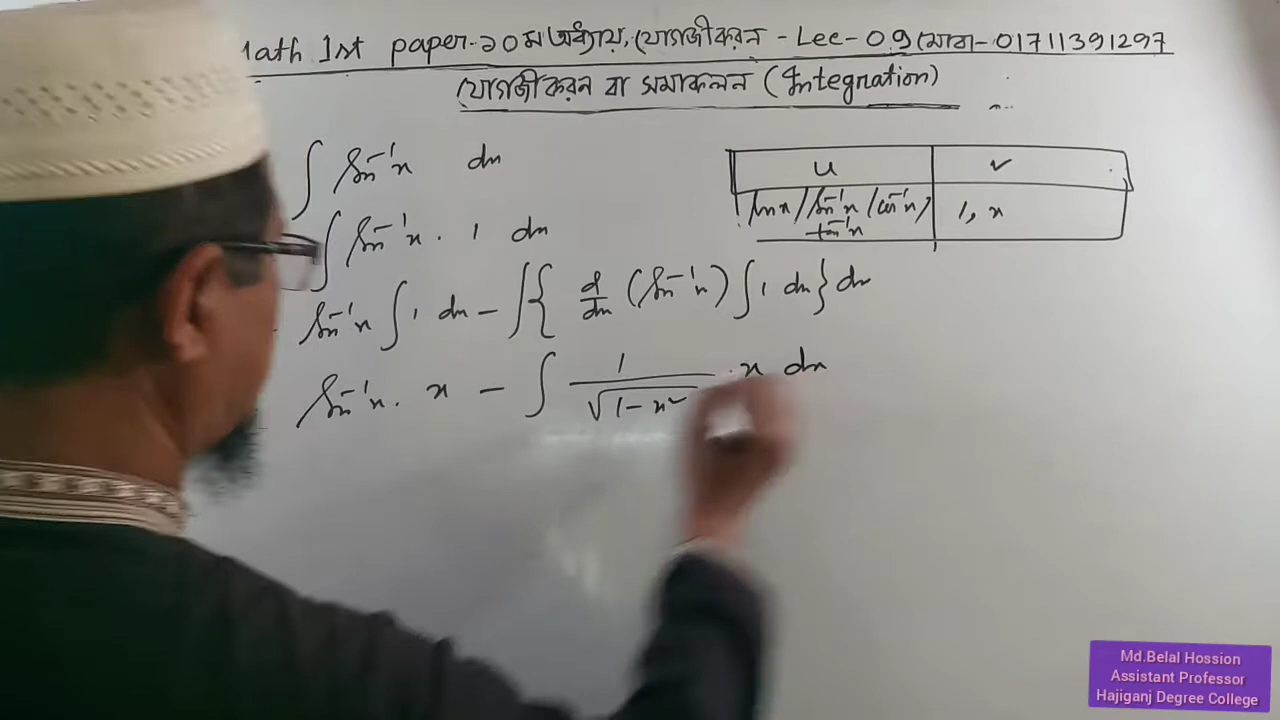 Math 1st paper-১০ম অধ্যায়, যোগজীকরন - Lec-09 (মোবা-01711391297
যোগজীকরন বা সমাকলন (Integration)
∫ sin⁻¹x dx
∫ sin⁻¹x . 1 dx
sin⁻¹x ∫ 1 dx - ∫{ d/dx (sin⁻¹x) ∫ 1 dx } dx
sin⁻¹x . x - ∫ 1/√(1-x²) . x dx
u v
lnx/sin⁻¹x/cos⁻¹x/ 1, x
tan⁻¹x
Md.Belal Hossion
Assistant Professor
Hajiganj Degree College